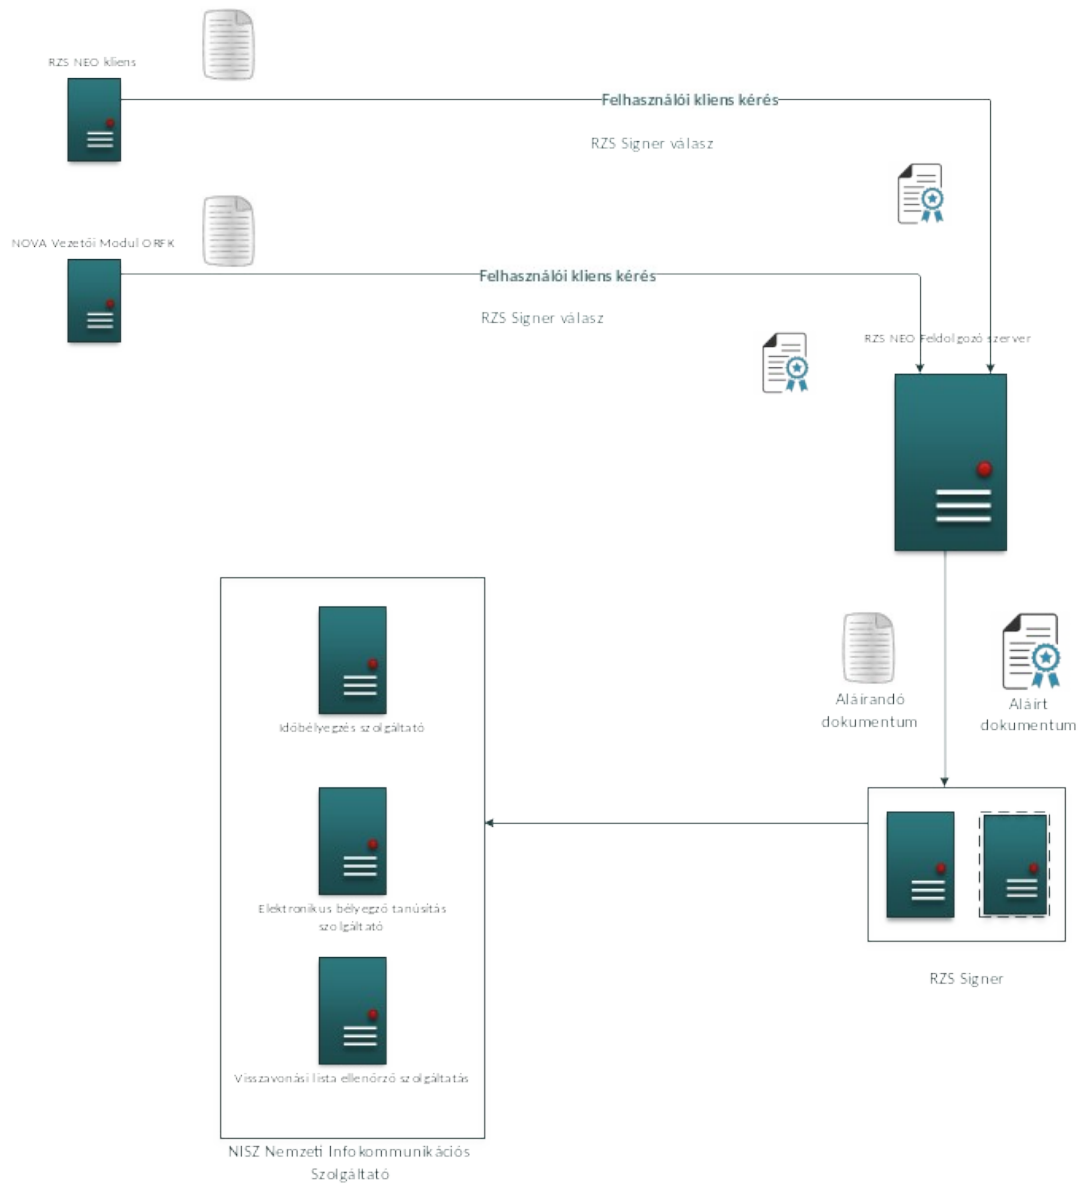 RZS NEO kliens
Felhasználói kliens kérés
RZS Signer válasz
NOVA Vezetői Modul ORFK
Felhasználói kliens kérés
RZS Signer válasz
RZS NEO Feldolgozó szerver
Aláírandó
dokumentum
Aláírt
dokumentum
Időbélyegzés szolgáltató
Elektronikus bélyegző tanúsítás
szolgáltató
RZS Signer
Visszavonási lista ellenőrző szolgáltatás
NISZ Nemzeti Infokommunikációs
Szolgáltató